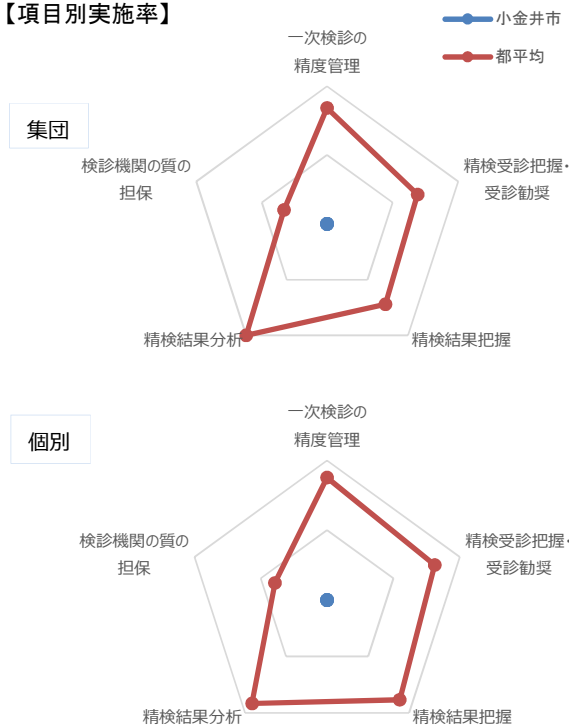 【項目別実施率】
小金井市
都平均
集団
一次検診の
精度管理
精検受診把握・
受診勧奨
精検結果把握
精検結果分析
検診機関の質の
担保
個別
一次検診の
精度管理
精検受診把握・
受診勧奨
精検結果把握
精検結果分析
検診機関の質の
担保